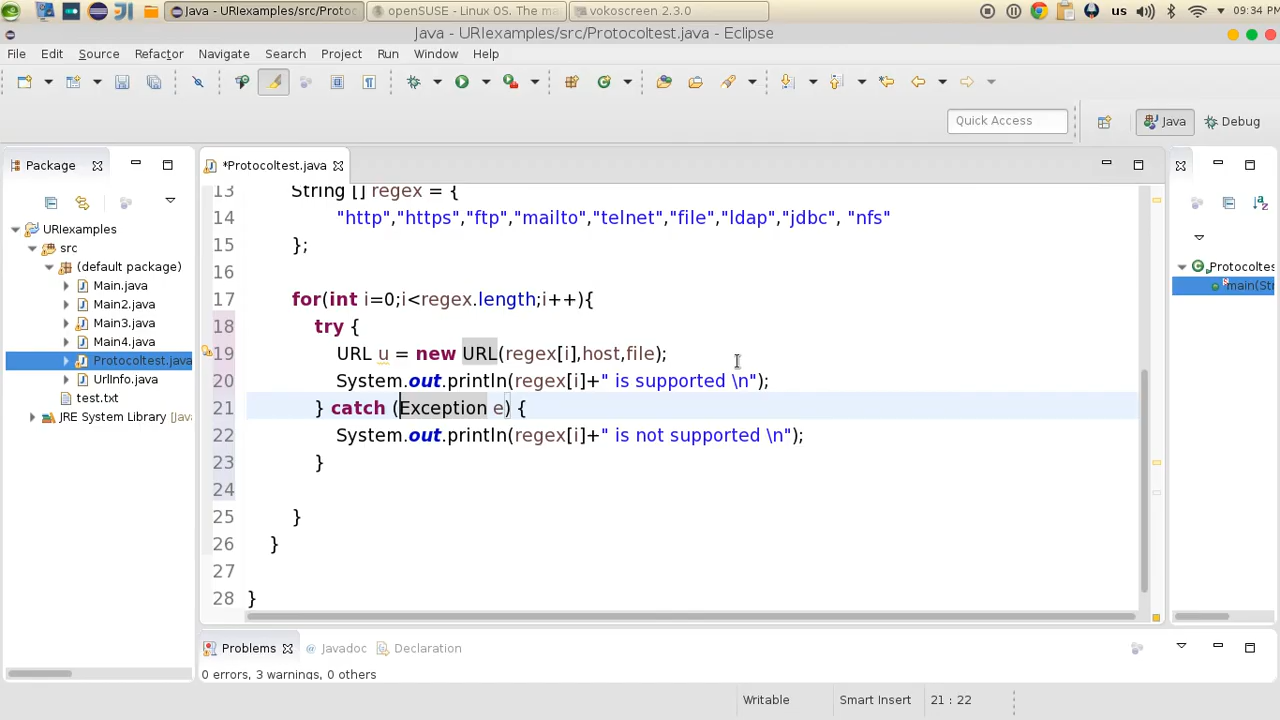 Java - URIexamples/src/Protoc
openSUSE - Linux OS. The ma
vokoscreen 2.3.0
us
09:34 PM
Java - URIexamples/src/Protocoltest.java - Eclipse
File Edit Source Refactor Navigate Search Project Run Window Help
Quick Access
Java
Debug
Package
*Protocoltest.java
URIexamples
src
(default package)
Main.java
Main2.java
Main3.java
Main4.java
Protocoltest.java
UrlInfo.java
test.txt
JRE System Library [JavaS
13 String [] regex = {
14 "http","https","ftp","mailto","telnet","file","ldap","jdbc", "nfs"
15 };
16
17 for(int i=0;i<regex.length;i++){
18 try {
19 URL u = new URL(regex[i],host,file);
20 System.out.println(regex[i]+" is supported \n");
21 } catch (Exception e) {
22 System.out.println(regex[i]+" is not supported \n");
23 }
24
25 }
26 }
27
28 }
Protocoltes
main(Str
Problems
@ Javadoc
Declaration
0 errors, 3 warnings, 0 others
Writable
Smart Insert
21 : 22